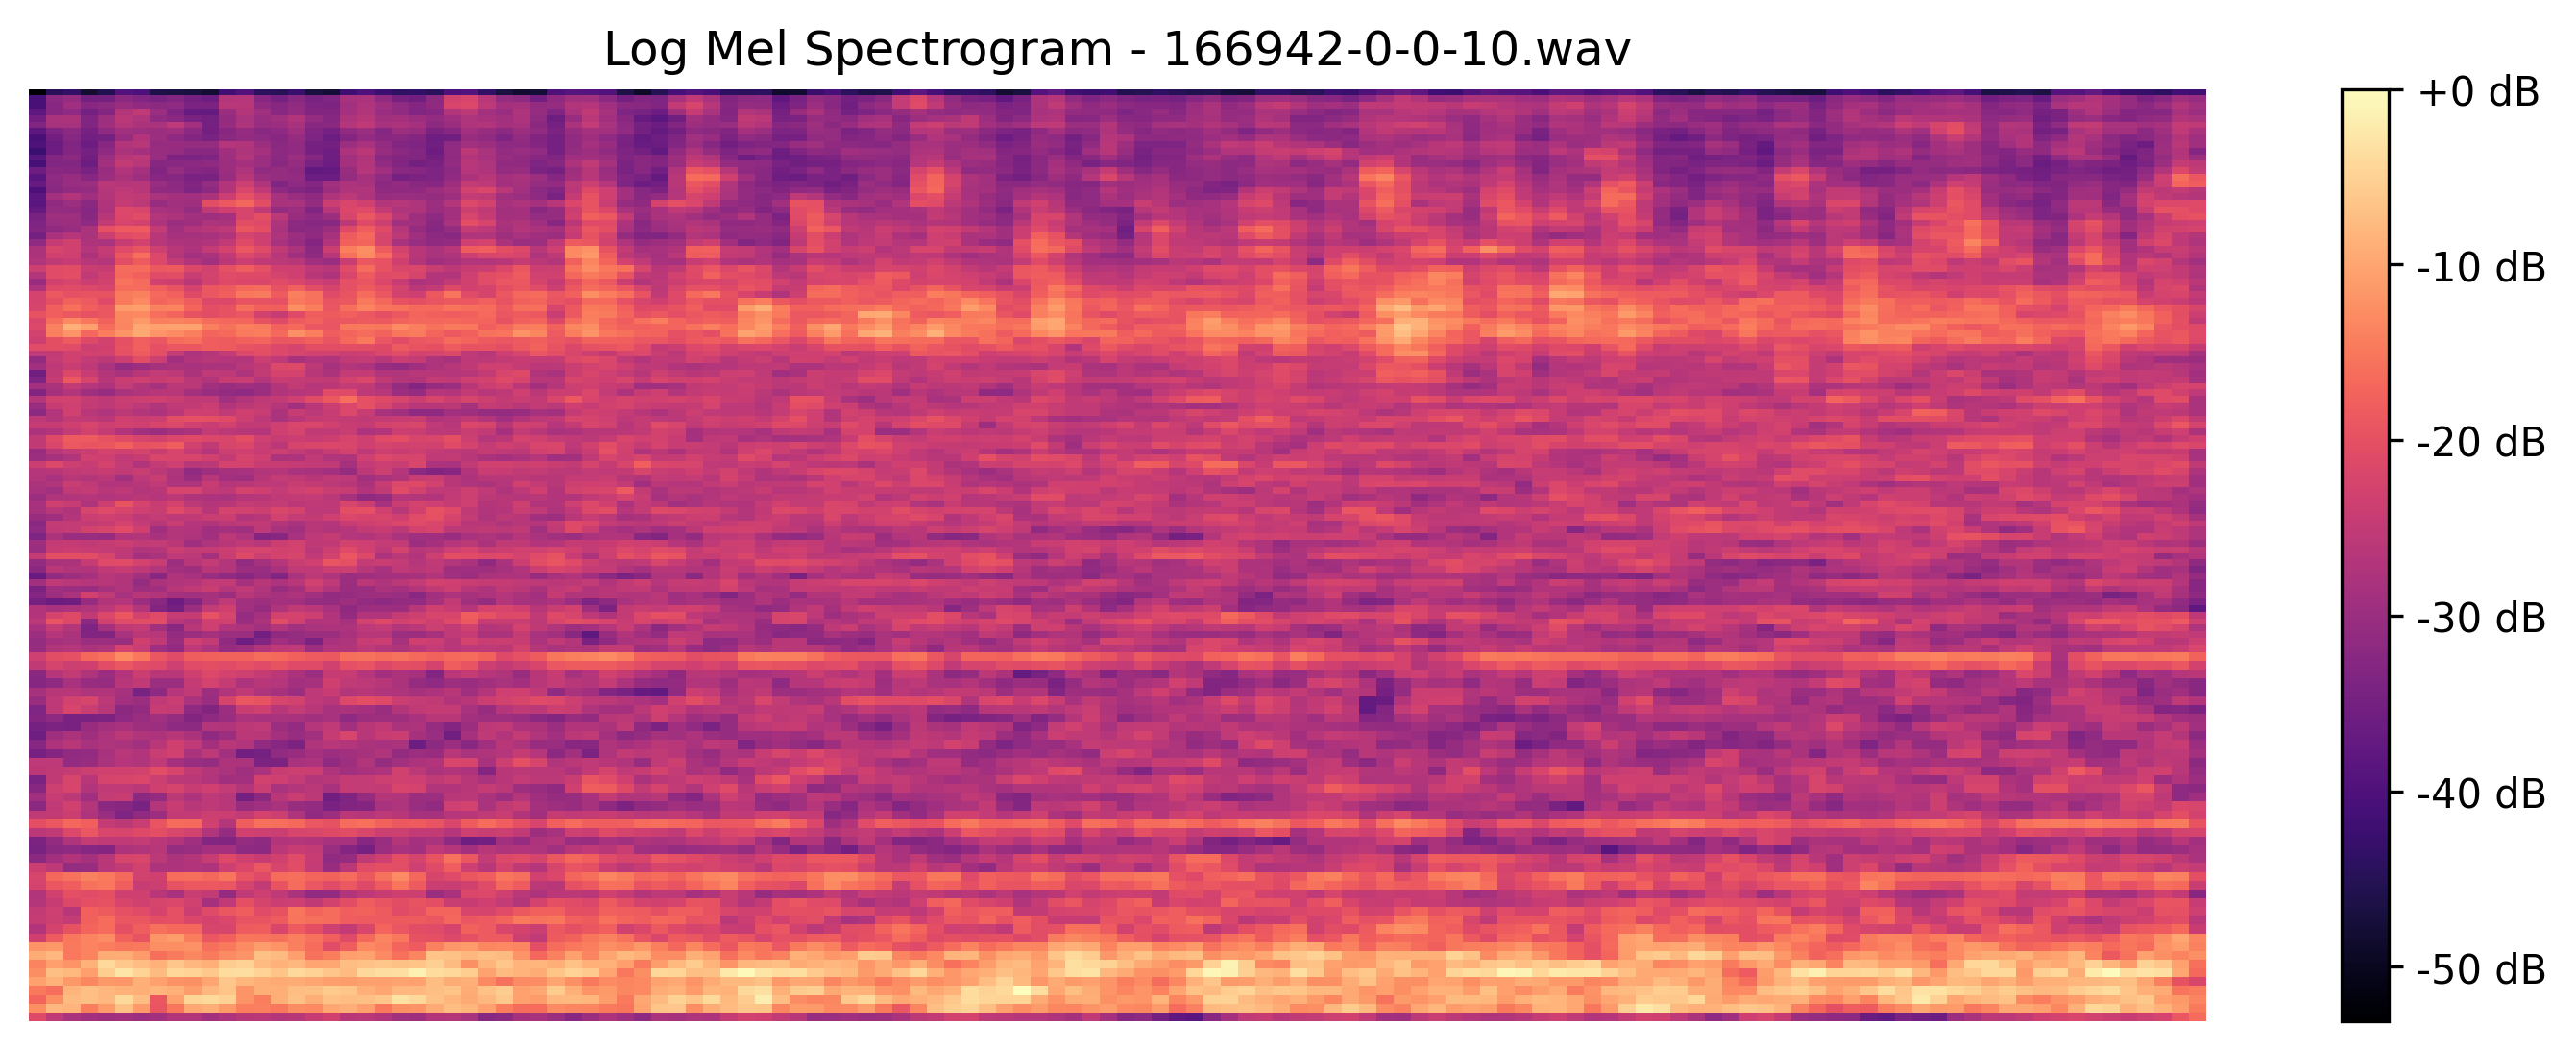 Log Mel Spectrogram - 166942-0-0-10.wav
+0 dB
-10 dB
-20 dB
-30 dB
-40 dB
-50 dB